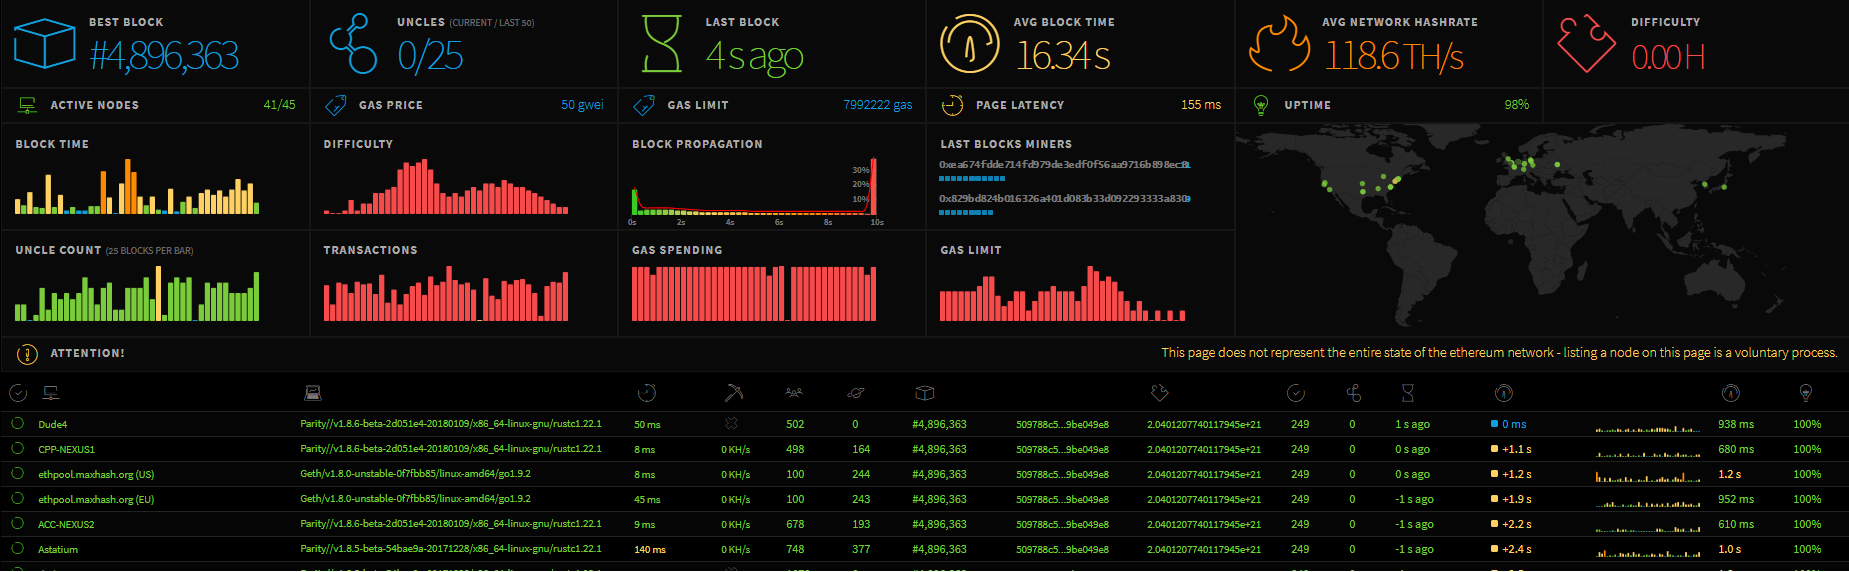 BEST BLOCK
#4,896,363
UNCLES (CURRENT / LAST 50)
0/25
LAST BLOCK
4 s ago
AVG BLOCK TIME
16.34 s
AVG NETWORK HASHRATE
118.6 TH/s
DIFFICULTY
0.00 H
ACTIVE NODES 41/45
GAS PRICE 50 gwei
GAS LIMIT 7992222 gas
PAGE LATENCY 155 ms
UPTIME 98%
BLOCK TIME
DIFFICULTY
BLOCK PROPAGATION
30%
20%
10%
0s 2s 4s 6s 8s 10s
LAST BLOCKS MINERS
0xea674fdde714fd979de3edf0f56aa9716b898ec8
0x829bd824b016326a401d083b33d092293333a830
UNCLE COUNT (25 BLOCKS PER BAR)
TRANSACTIONS
GAS SPENDING
GAS LIMIT
ATTENTION!
This page does not represent the entire state of the ethereum network - listing a node on this page is a voluntary process.
Dude4 Parity//v1.8.6-beta-2d051e4-20180109/x86_64-linux-gnu/rustc1.22.1 50 ms 502 0 #4,896,363 509788c5...9be049e8 2.0401207740117945e+21 249 0 1 s ago 0 ms 938 ms 100%
CPP-NEXUS1 Parity//v1.8.6-beta-2d051e4-20180109/x86_64-linux-gnu/rustc1.22.1 8 ms 0 KH/s 498 164 #4,896,363 509788c5...9be049e8 2.0401207740117945e+21 249 0 0 s ago +1.1 s 680 ms 100%
ethpool.maxhash.org (US) Geth/v1.8.0-unstable-0f7fbb85/linux-amd64/go1.9.2 8 ms 0 KH/s 100 244 #4,896,363 509788c5...9be049e8 2.0401207740117945e+21 249 0 0 s ago +1.2 s 1.2 s 100%
ethpool.maxhash.org (EU) Geth/v1.8.0-unstable-0f7fbb85/linux-amd64/go1.9.2 45 ms 0 KH/s 100 243 #4,896,363 509788c5...9be049e8 2.0401207740117945e+21 249 0 -1 s ago +1.9 s 952 ms 100%
ACC-NEXUS2 Parity//v1.8.6-beta-2d051e4-20180109/x86_64-linux-gnu/rustc1.22.1 9 ms 0 KH/s 678 193 #4,896,363 509788c5...9be049e8 2.0401207740117945e+21 249 0 -1 s ago +2.2 s 610 ms 100%
Astatium Parity//v1.8.5-beta-54bae9a-20171228/x86_64-linux-gnu/rustc1.22.1 140 ms 0 KH/s 748 377 #4,896,363 509788c5...9be049e8 2.0401207740117945e+21 249 0 -1 s ago +2.4 s 1.0 s 100%